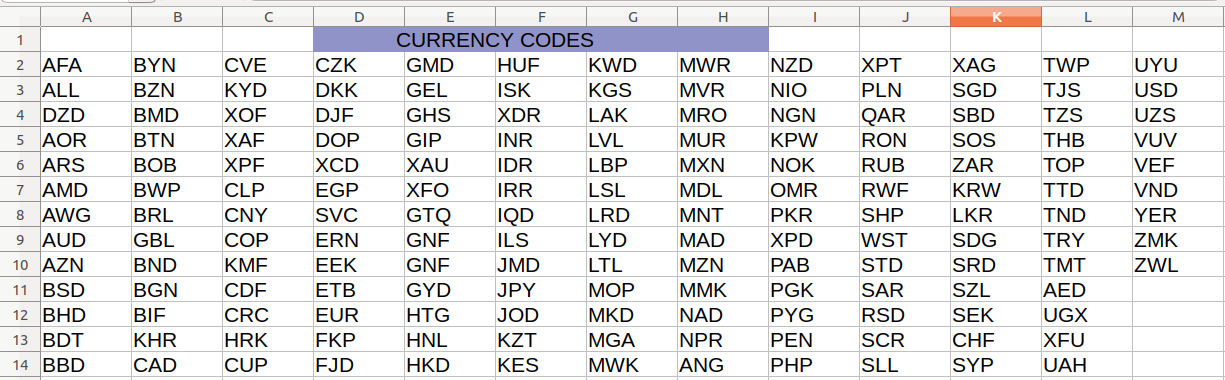 A B C D E F G H I J K L M
1 CURRENCY CODES
2 AFA BYN CVE CZK GMD HUF KWD MWR NZD XPT XAG TWP UYU
3 ALL BZN KYD DKK GEL ISK KGS MVR NIO PLN SGD TJS USD
4 DZD BMD XOF DJF GHS XDR LAK MRO NGN QAR SBD TZS UZS
5 AOR BTN XAF DOP GIP INR LVL MUR KPW RON SOS THB VUV
6 ARS BOB XPF XCD XAU IDR LBP MXN NOK RUB ZAR TOP VEF
7 AMD BWP CLP EGP XFO IRR LSL MDL OMR RWF KRW TTD VND
8 AWG BRL CNY SVC GTQ IQD LRD MNT PKR SHP LKR TND YER
9 AUD GBL COP ERN GNF ILS LYD MAD XPD WST SDG TRY ZMK
10 AZN BND KMF EEK GNF JMD LTL MZN PAB STD SRD TMT ZWL
11 BSD BGN CDF ETB GYD JPY MOP MMK PGK SAR SZL AED
12 BHD BIF CRC EUR HTG JOD MKD NAD PYG RSD SEK UGX
13 BDT KHR HRK FKP HNL KZT MGA NPR PEN SCR CHF XFU
14 BBD CAD CUP FJD HKD KES MWK ANG PHP SLL SYP UAH